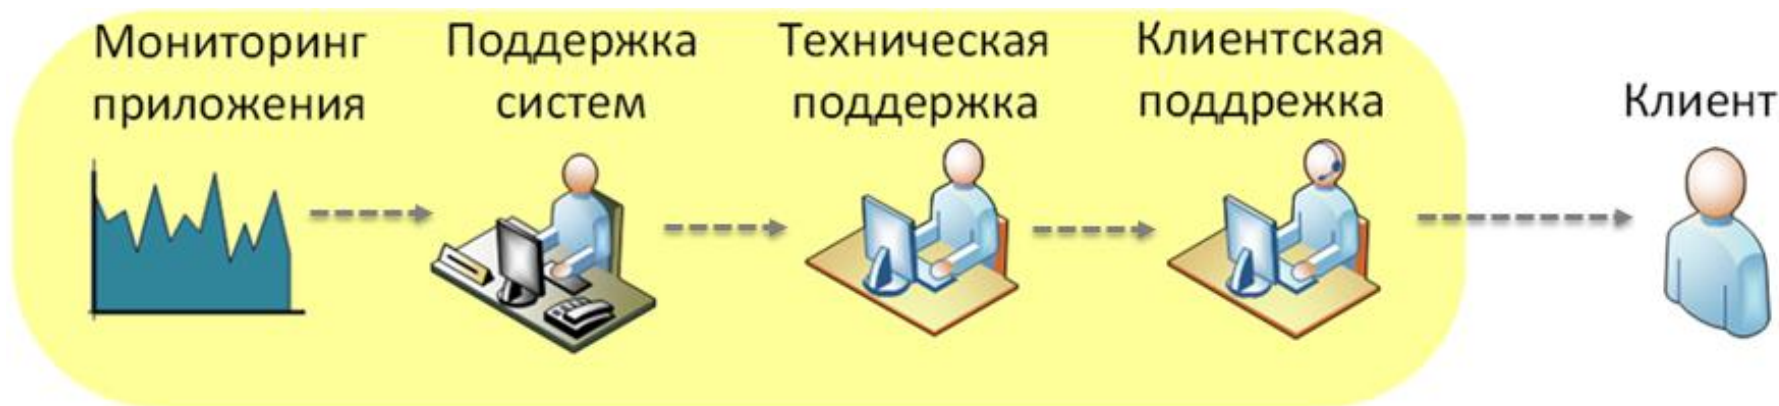 Мониторинг
приложения
Поддержка
систем
Техническая
поддержка
Клиентская
поддрежка
Клиент